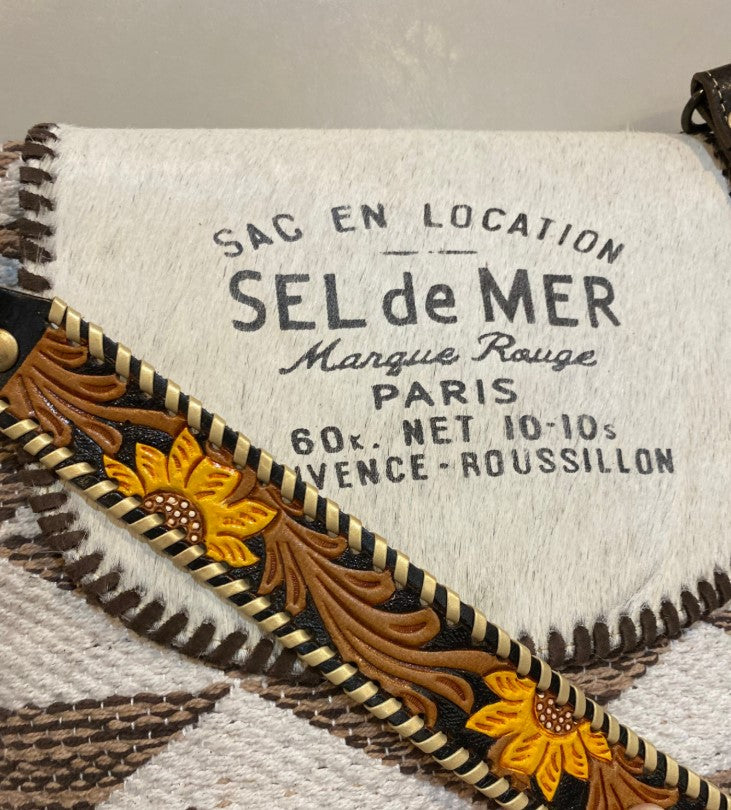 SAC EN LOCATION
SEL de MER
Marque Rouge
PARIS
60K. NET 10-10s
VENCE-ROUSSILLON